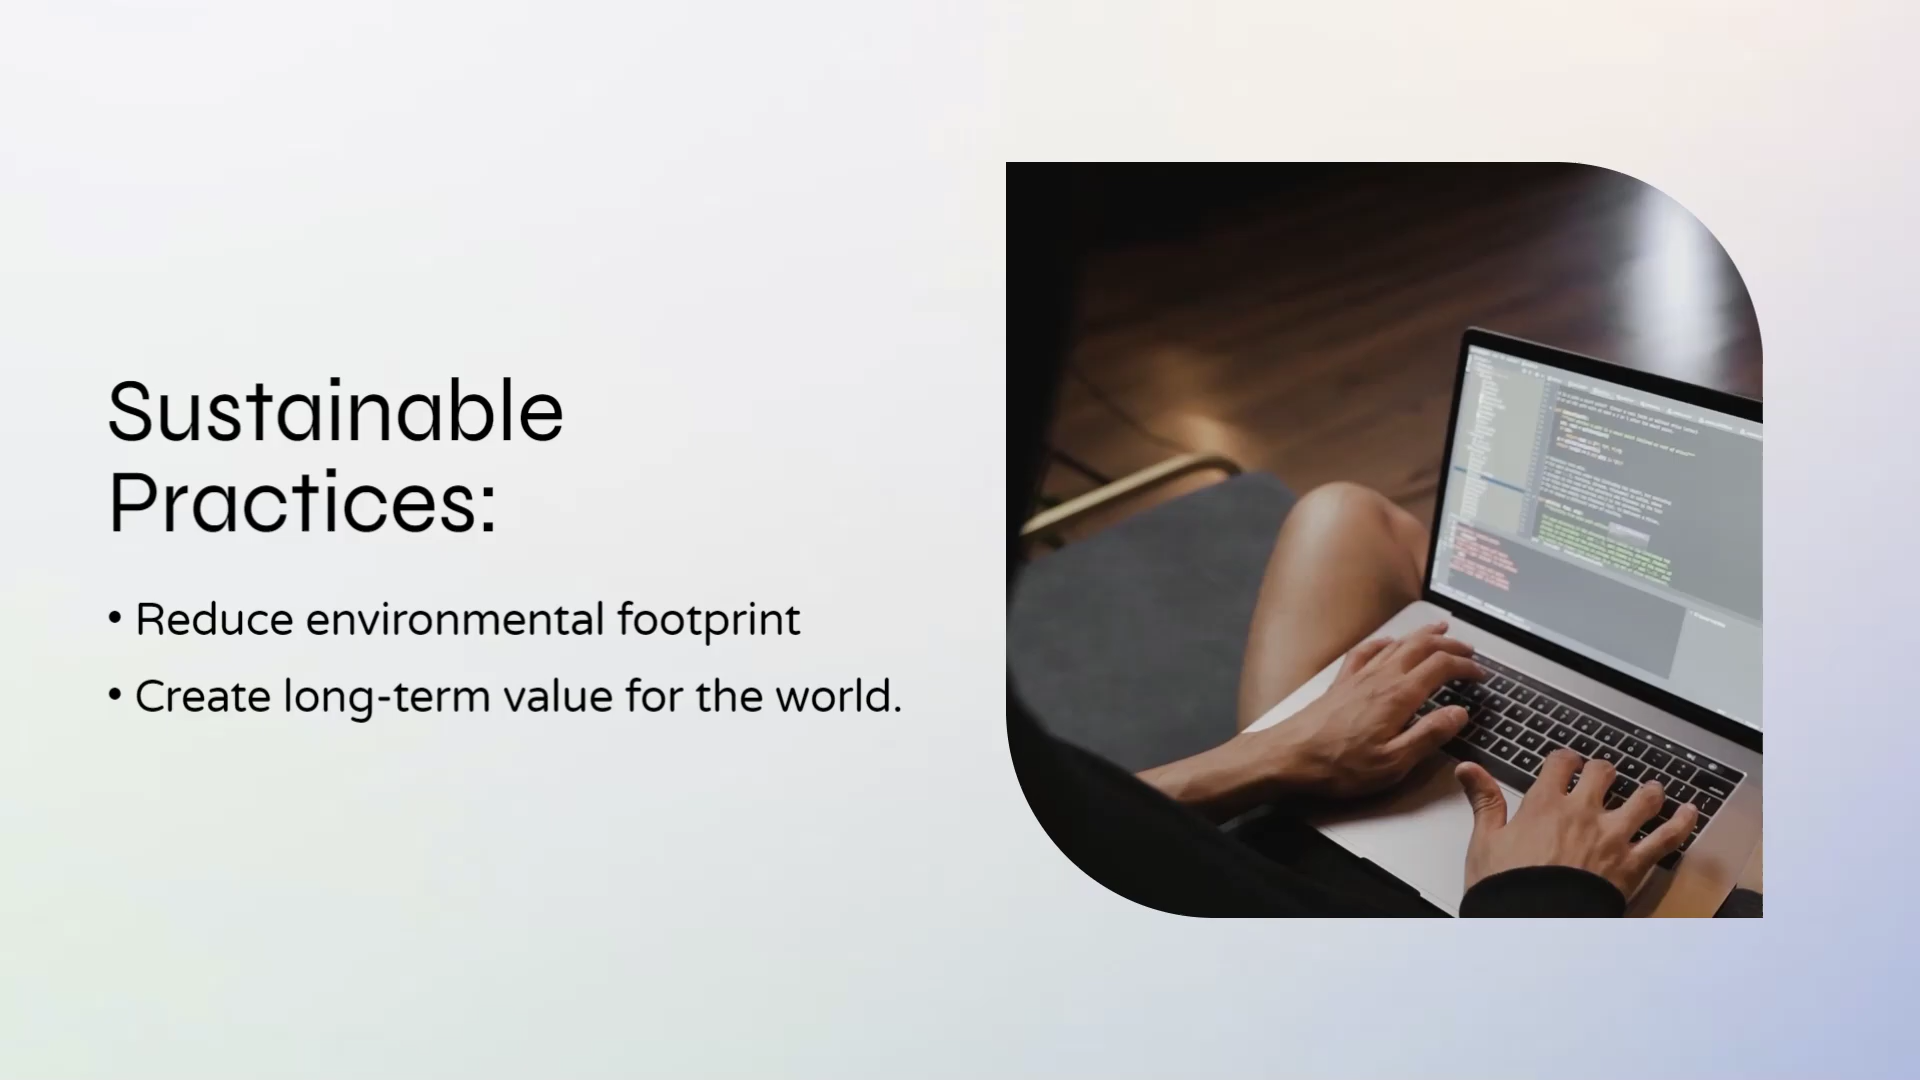 Sustainable
Practices:
• Reduce environmental footprint
• Create long-term value for the world.